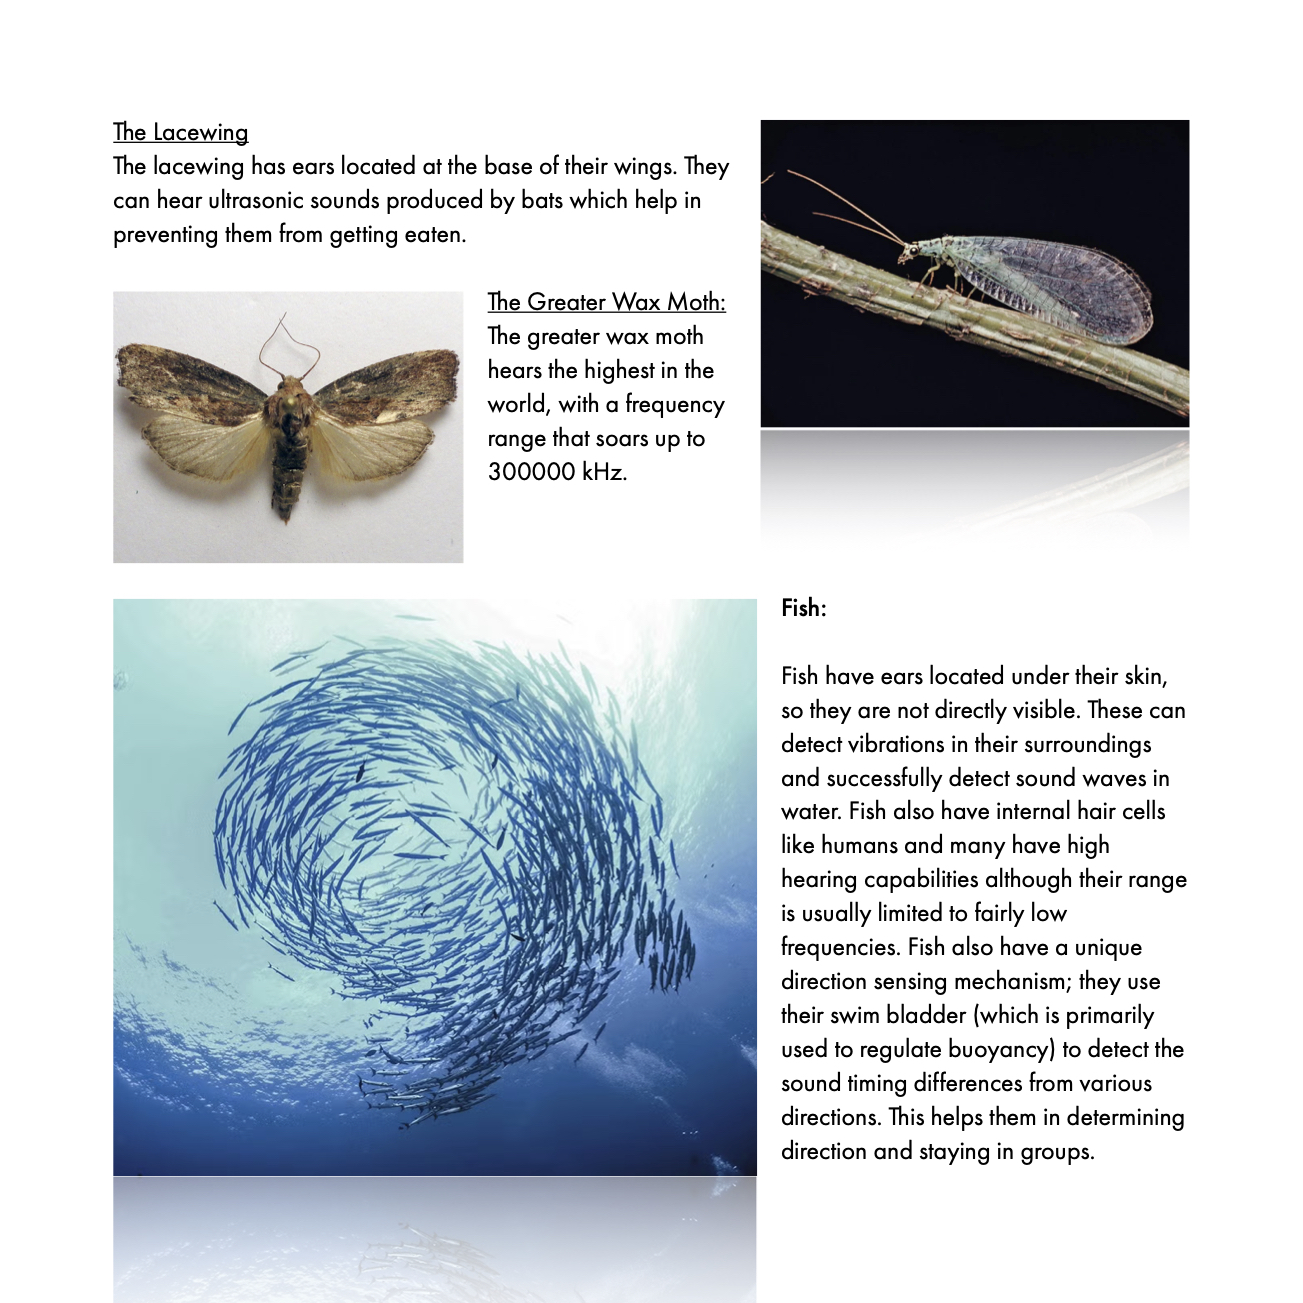 The Lacewing
The lacewing has ears located at the base of their wings. They
can hear ultrasonic sounds produced by bats which help in
preventing them from getting eaten.
The Greater Wax Moth:
The greater wax moth
hears the highest in the
world, with a frequency
range that soars up to
300000 kHz.
Fish:
Fish have ears located under their skin,
so they are not directly visible. These can
detect vibrations in their surroundings
and successfully detect sound waves in
water. Fish also have internal hair cells
like humans and many have high
hearing capabilities although their range
is usually limited to fairly low
frequencies. Fish also have a unique
direction sensing mechanism; they use
their swim bladder (which is primarily
used to regulate buoyancy) to detect the
sound timing differences from various
directions. This helps them in determining
direction and staying in groups.